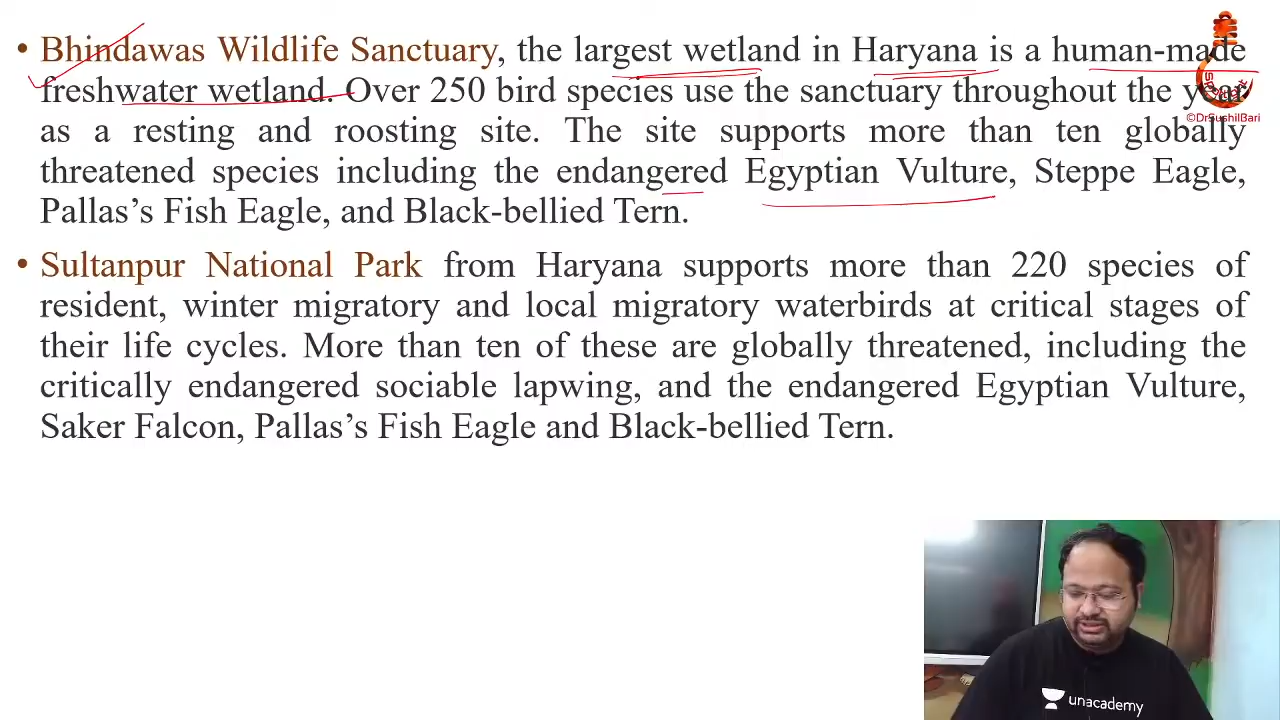 • Bhindawas Wildlife Sanctuary, the largest wetland in Haryana is a human-made
freshwater wetland. Over 250 bird species use the sanctuary throughout the year
as a resting and roosting site. The site supports more than ten globally
threatened species including the endangered Egyptian Vulture, Steppe Eagle,
Pallas’s Fish Eagle, and Black-bellied Tern.
• Sultanpur National Park from Haryana supports more than 220 species of
resident, winter migratory and local migratory waterbirds at critical stages of
their life cycles. More than ten of these are globally threatened, including the
critically endangered sociable lapwing, and the endangered Egyptian Vulture,
Saker Falcon, Pallas’s Fish Eagle and Black-bellied Tern.
©DrSushilBari
unacademy